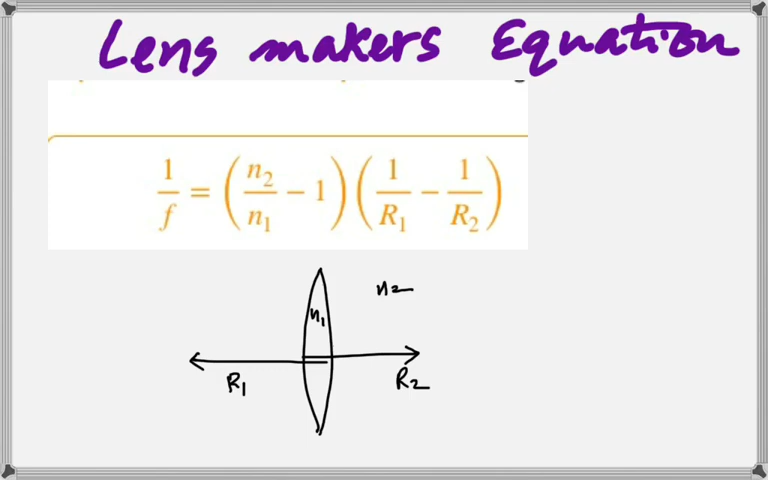 Lens makers Equation
1/f = (n₂/n₁ − 1)(1/R₁ − 1/R₂)
n₂
n₁
R₁
R₂